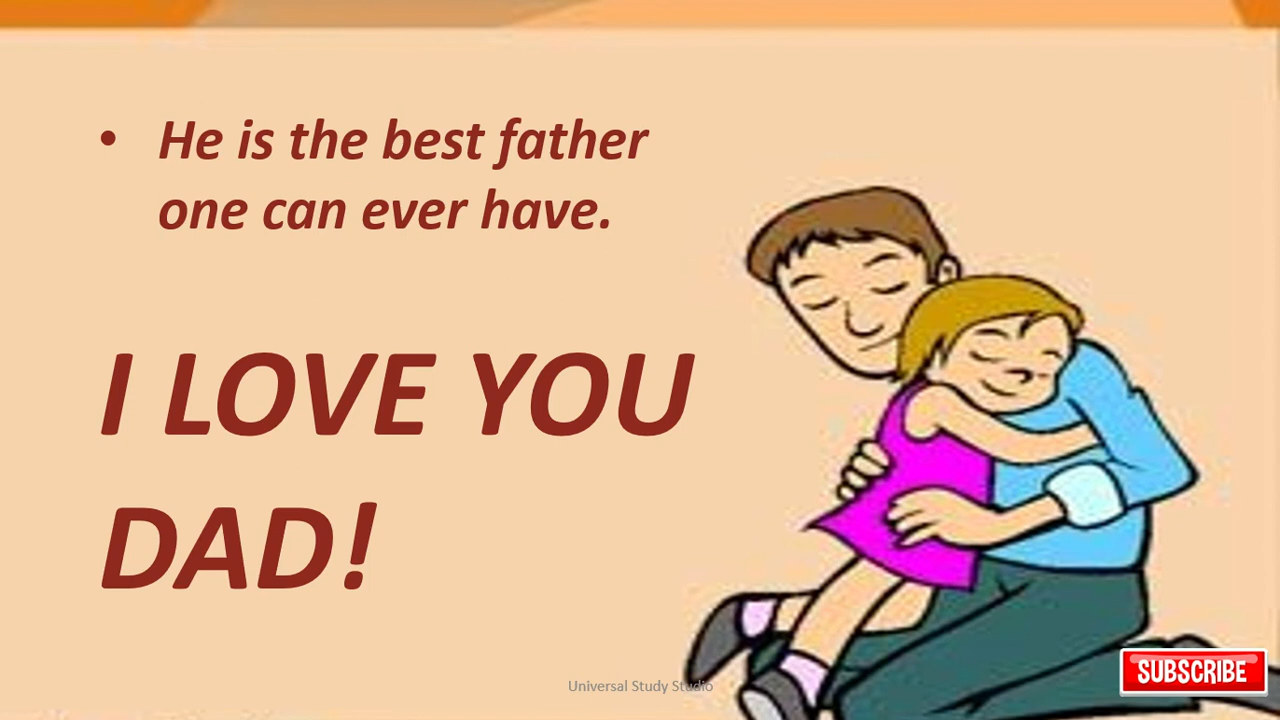 • He is the best father
one can ever have.
I LOVE YOU
DAD!
Universal Study Studio
SUBSCRIBE